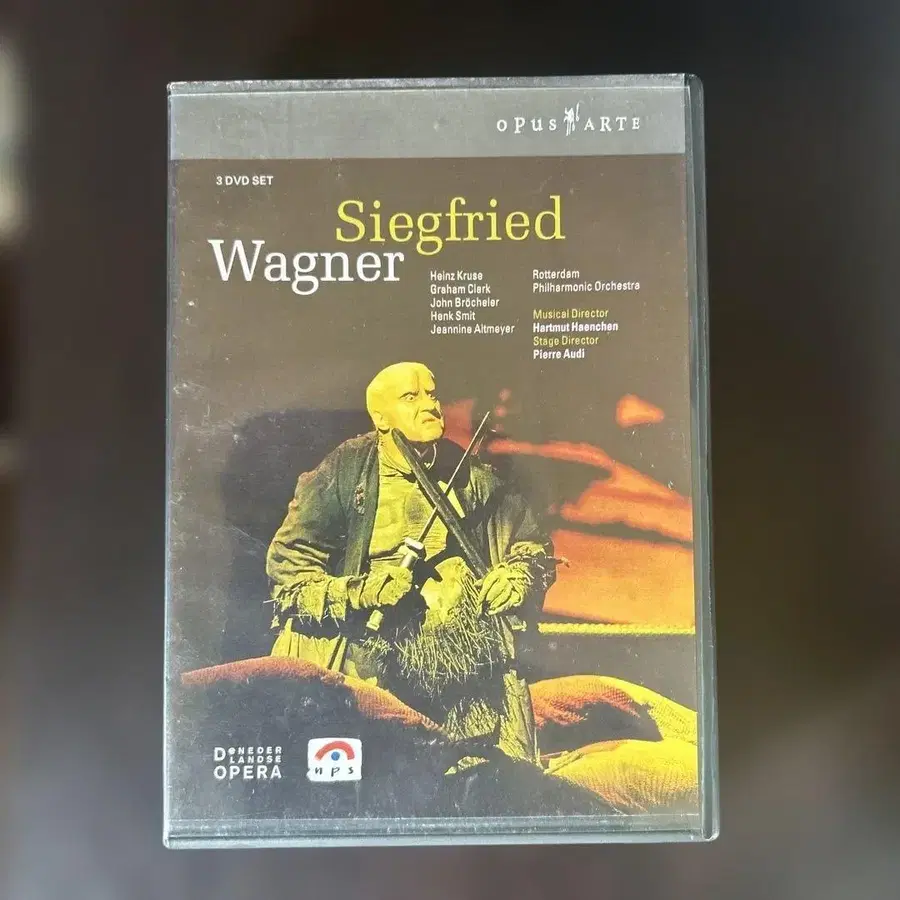 OPUS ARTE
3 DVD SET
Siegfried
Wagner
Heinz Kruse
Graham Clark
John Bröcheler
Henk Smit
Jeannine Altmeyer
Rotterdam
Philharmonic Orchestra
Musical Director
Hartmut Haenchen
Stage Director
Pierre Audi
DE NEDER
LANDSE
OPERA
nps